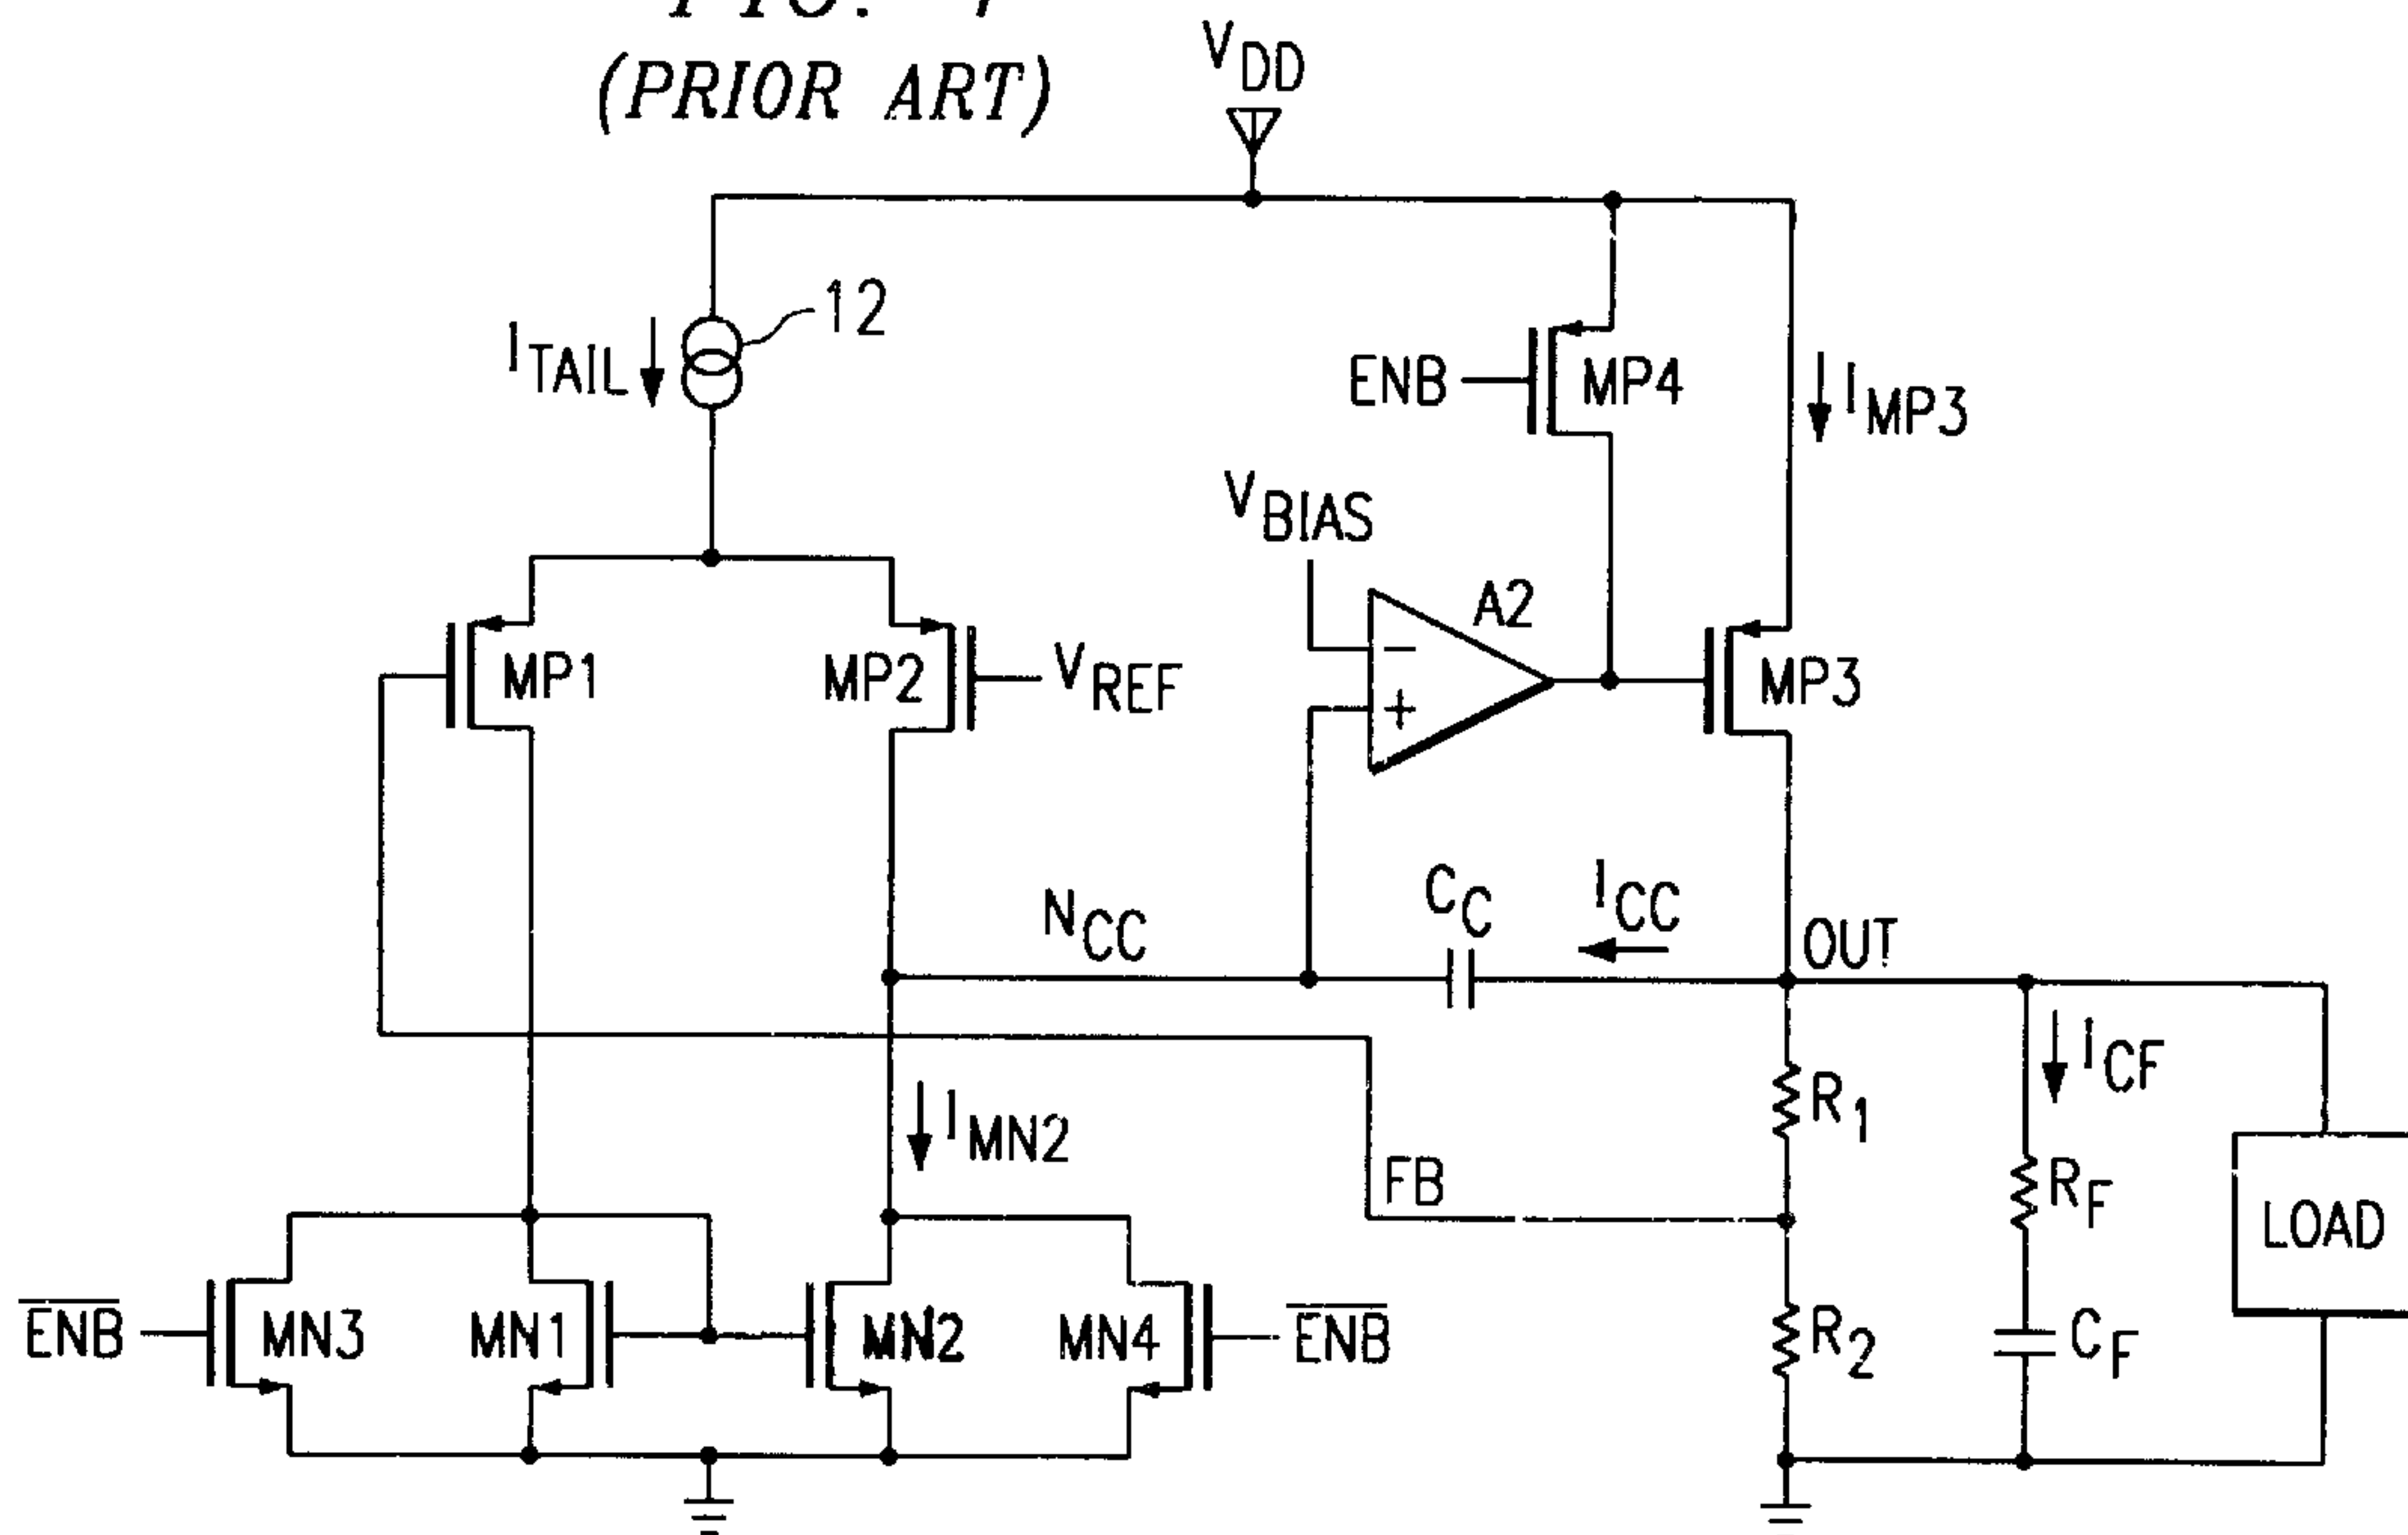 (PRIOR ART)
VDD
ITAIL
12
ENB
MP4
IMP3
VBIAS
A2
MP1
MP2
VREF
MP3
NCC
CC
ICC
OUT
ICF
R1
IMN2
FB
RF
LOAD
ENB
MN3
MN1
MN2
MN4
ENB
R2
CF